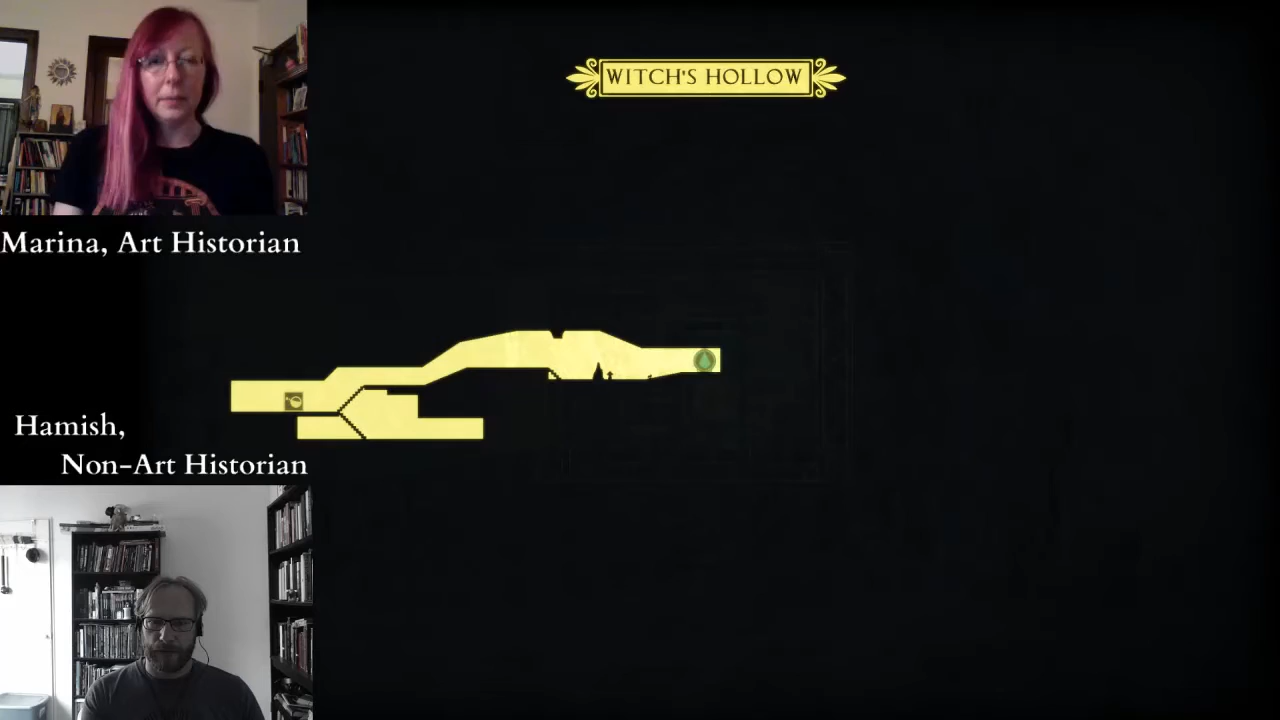 WITCH'S HOLLOW
Marina, Art Historian
Hamish,
Non-Art Historian